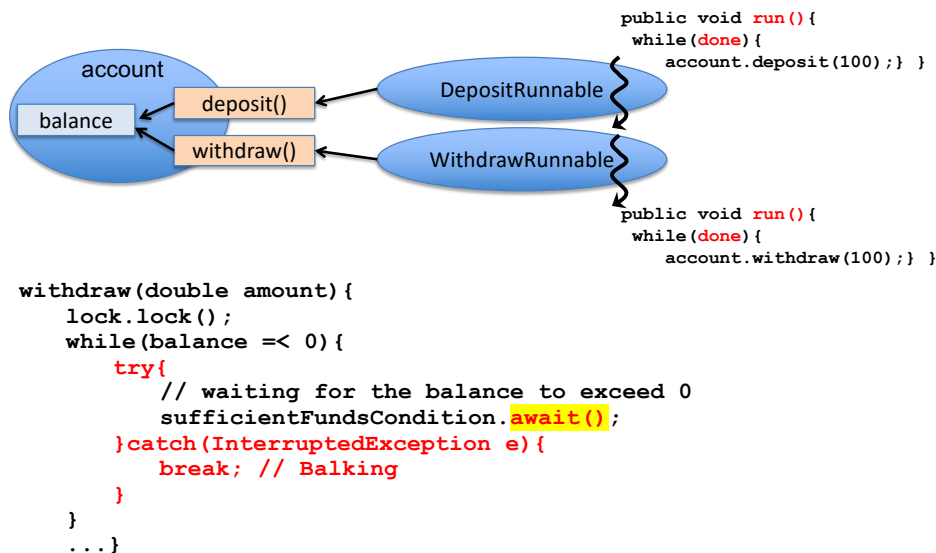 public void run(){
while(done){
account.deposit(100);} }
account
deposit()
DepositRunnable
balance
withdraw()
WithdrawRunnable
public void run(){
while(done){
account.withdraw(100);} }
withdraw(double amount){
lock.lock();
while(balance =< 0){
try{
// waiting for the balance to exceed 0
sufficientFundsCondition.await();
}catch(InterruptedException e){
break; // Balking
}
}
...}